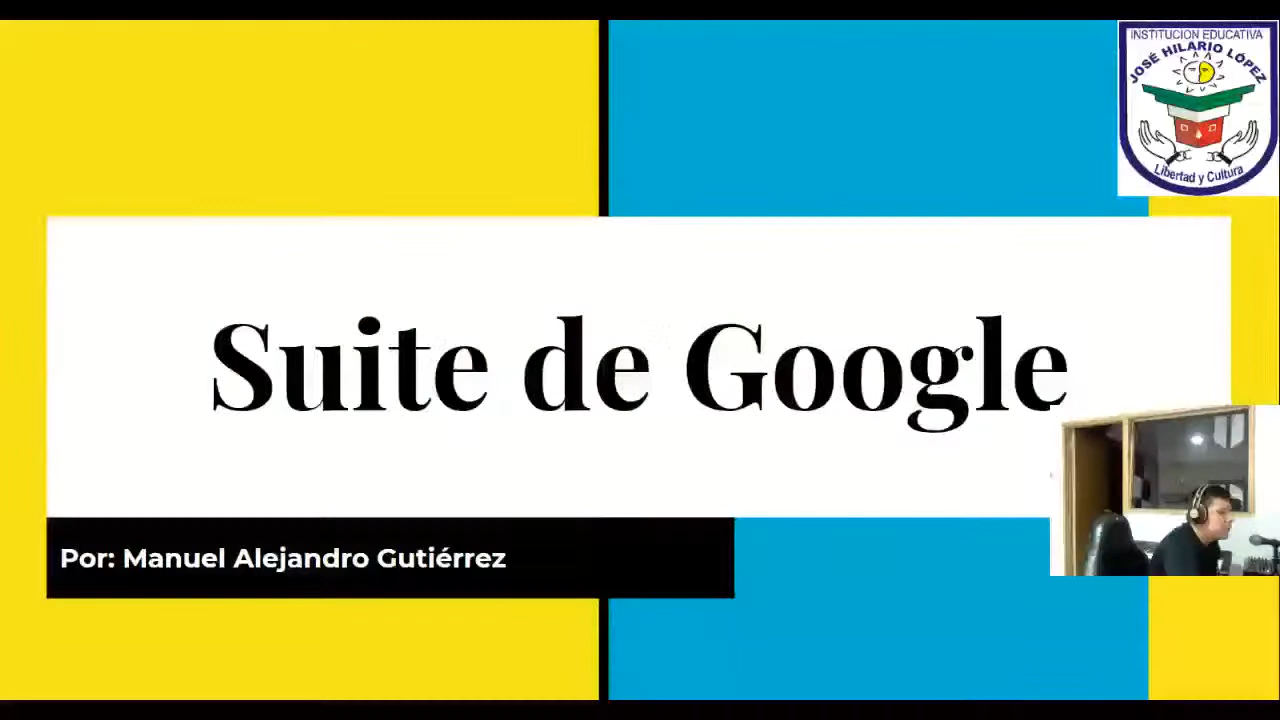 INSTITUCION EDUCATIVA
JOSÉ HILARIO LÓPEZ
Libertad y Cultura
Suite de Google
Por: Manuel Alejandro Gutiérrez